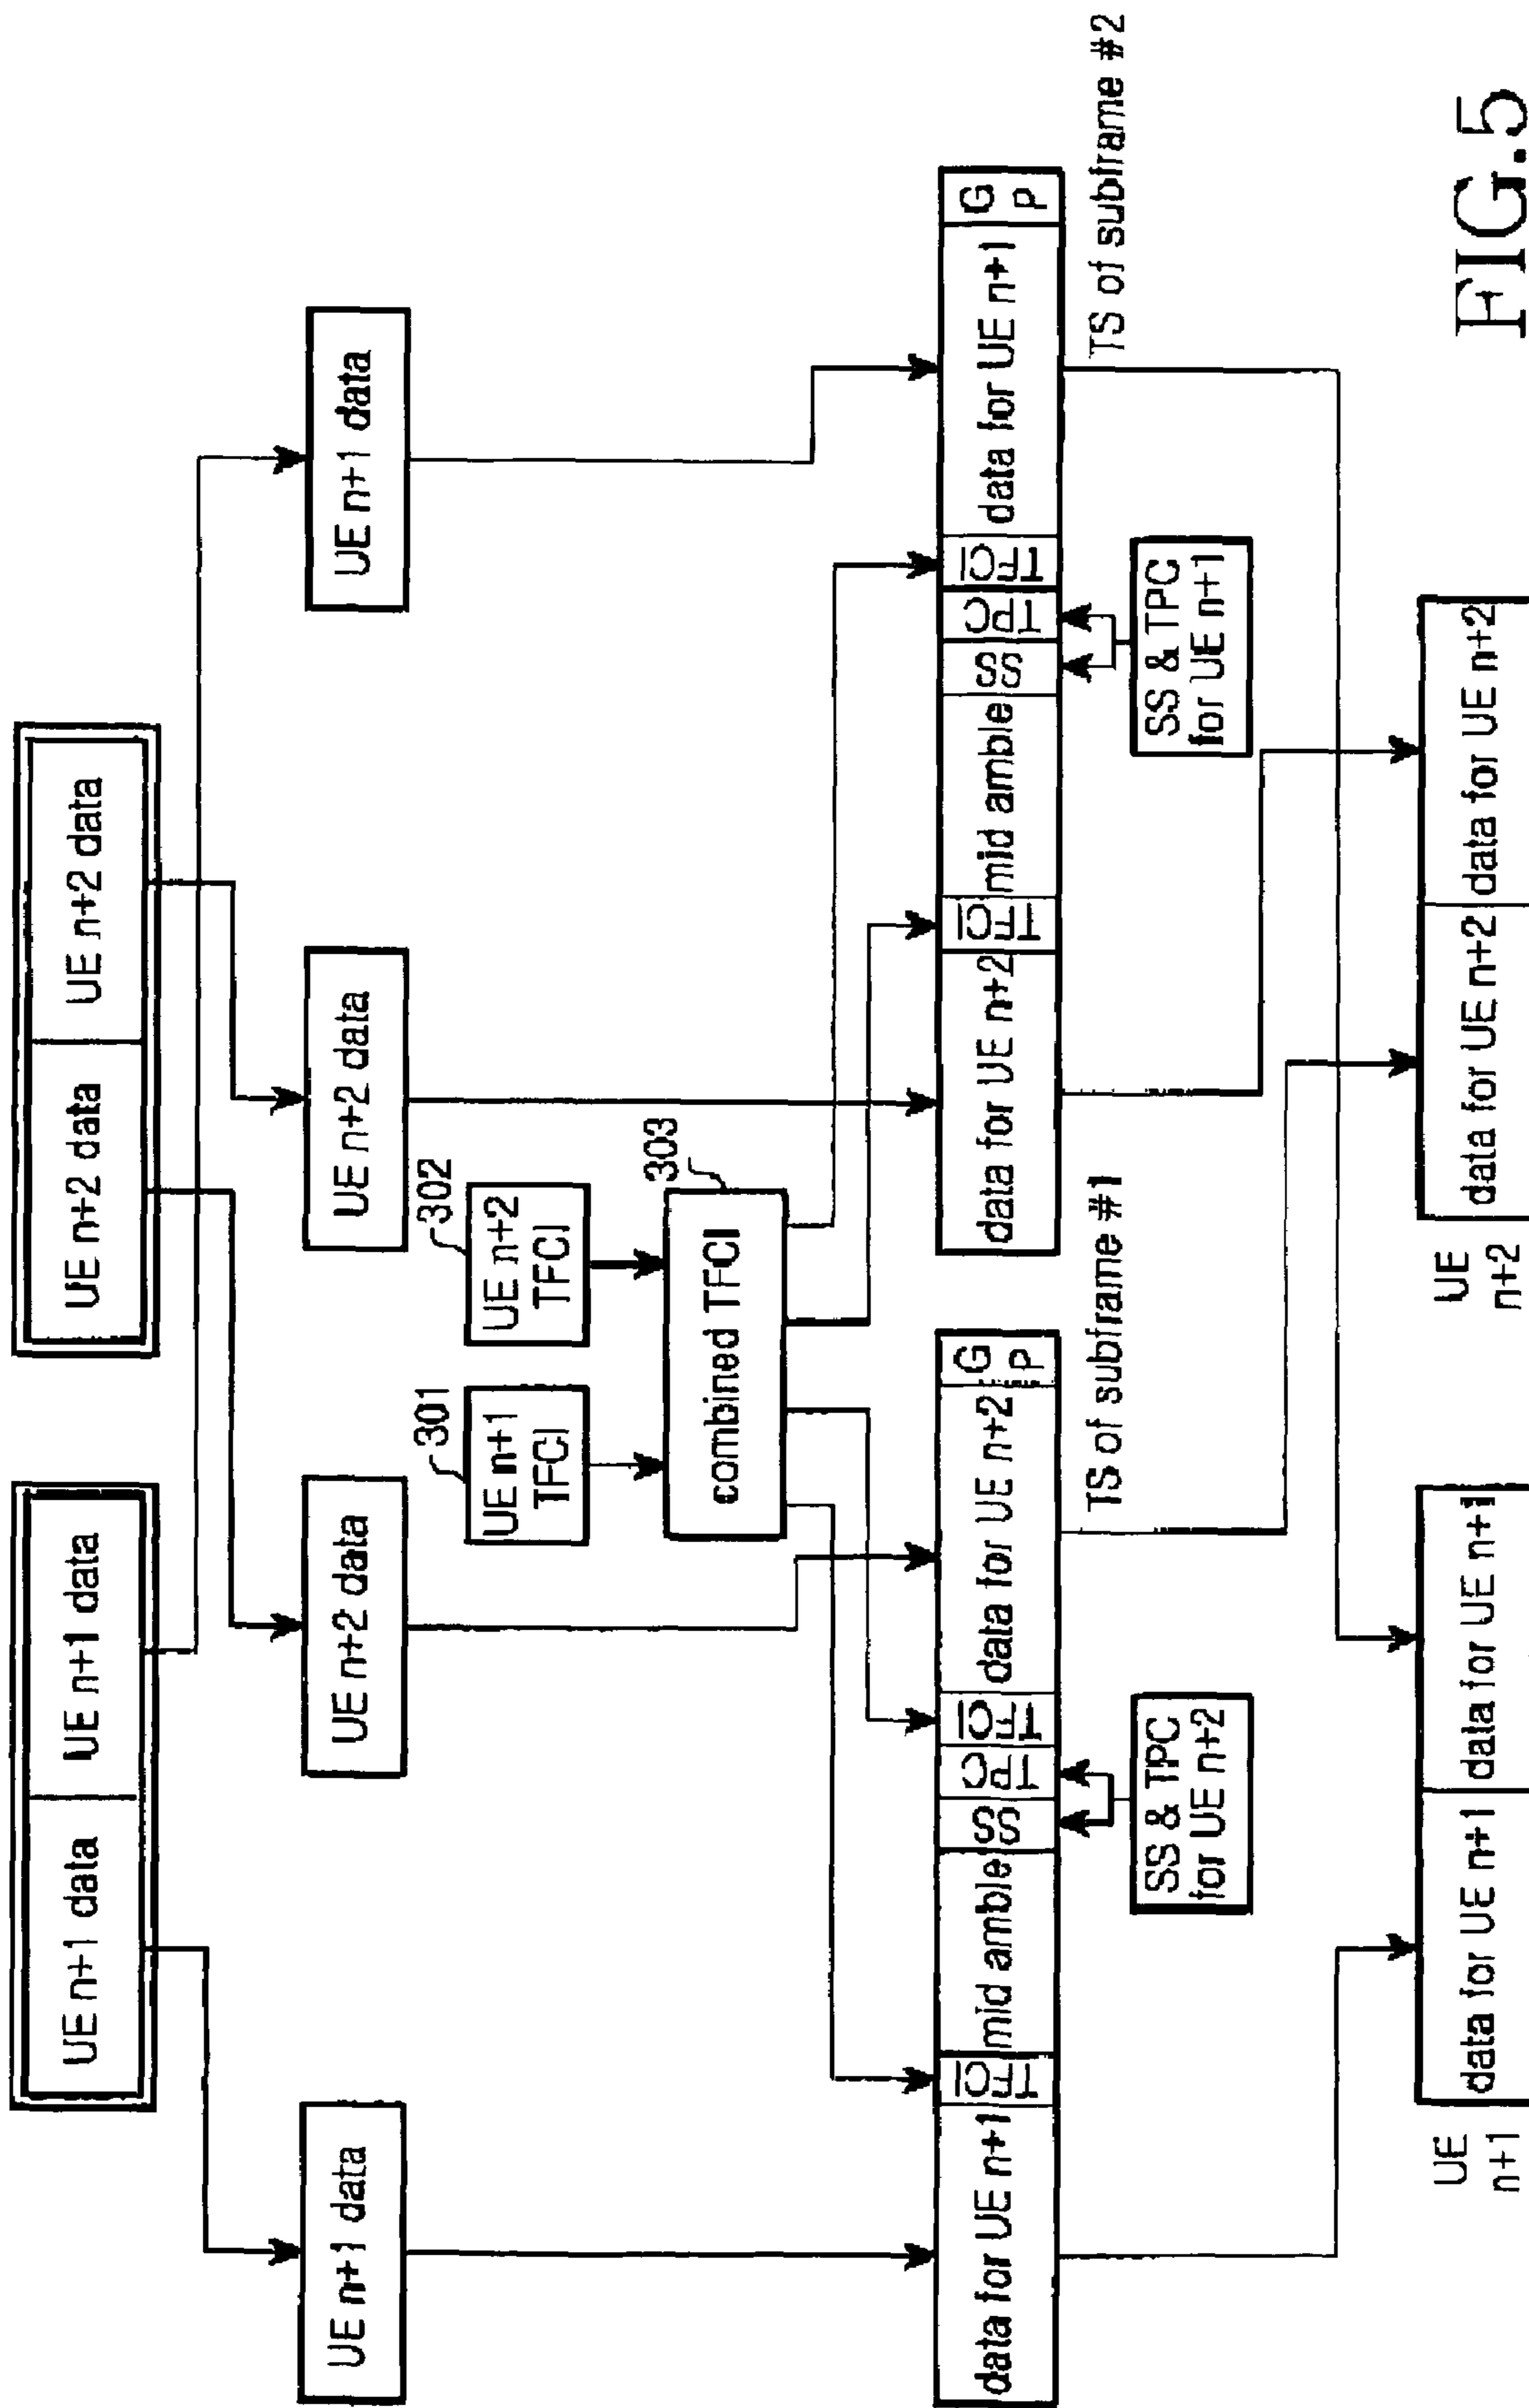 UE n+1 data
UE n+1 data
UE n+2 data
UE n+2 data
UE n+1 data
UE n+2 data
UE n+2 data
UE n+1 data
301
UE n+1
TFCI
302
UE n+2
TFCI
303
combined TFCI
data for UE n+1
TFCI
mid amble
SS
TPC
TFCI
data for UE n+2
G
P
data for UE n+2
TFCI
mid amble
SS
TPC
TFCI
data for UE n+1
G
P
TS of subframe #1
TS of subframe #2
SS & TPC
for UE n+2
SS & TPC
for UE n+1
UE
n+1
data for UE n+1
data for UE n+1
UE
n+2
data for UE n+2
data for UE n+2
FIG.5